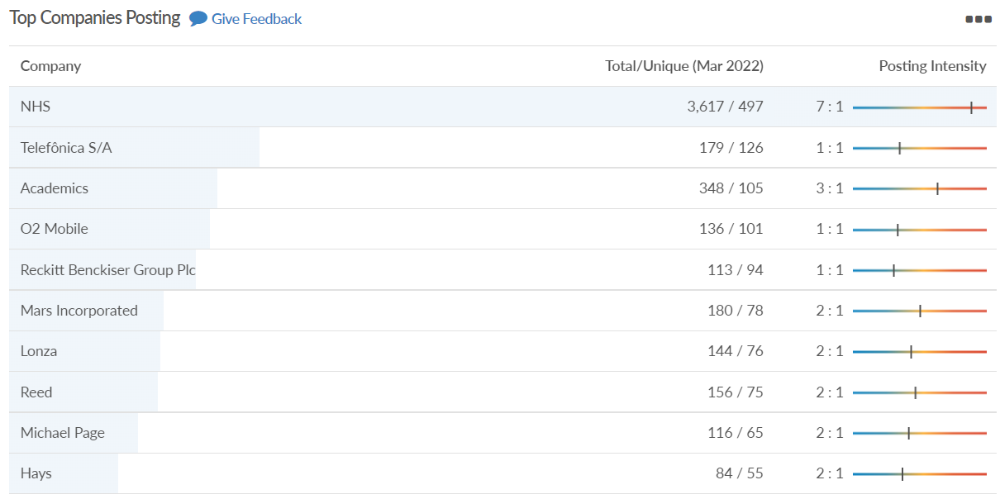 Top Companies Posting Give Feedback
Company Total/Unique (Mar 2022) Posting Intensity
NHS 3,617 / 497 7 : 1
Telefônica S/A 179 / 126 1 : 1
Academics 348 / 105 3 : 1
O2 Mobile 136 / 101 1 : 1
Reckitt Benckiser Group Plc 113 / 94 1 : 1
Mars Incorporated 180 / 78 2 : 1
Lonza 144 / 76 2 : 1
Reed 156 / 75 2 : 1
Michael Page 116 / 65 2 : 1
Hays 84 / 55 2 : 1